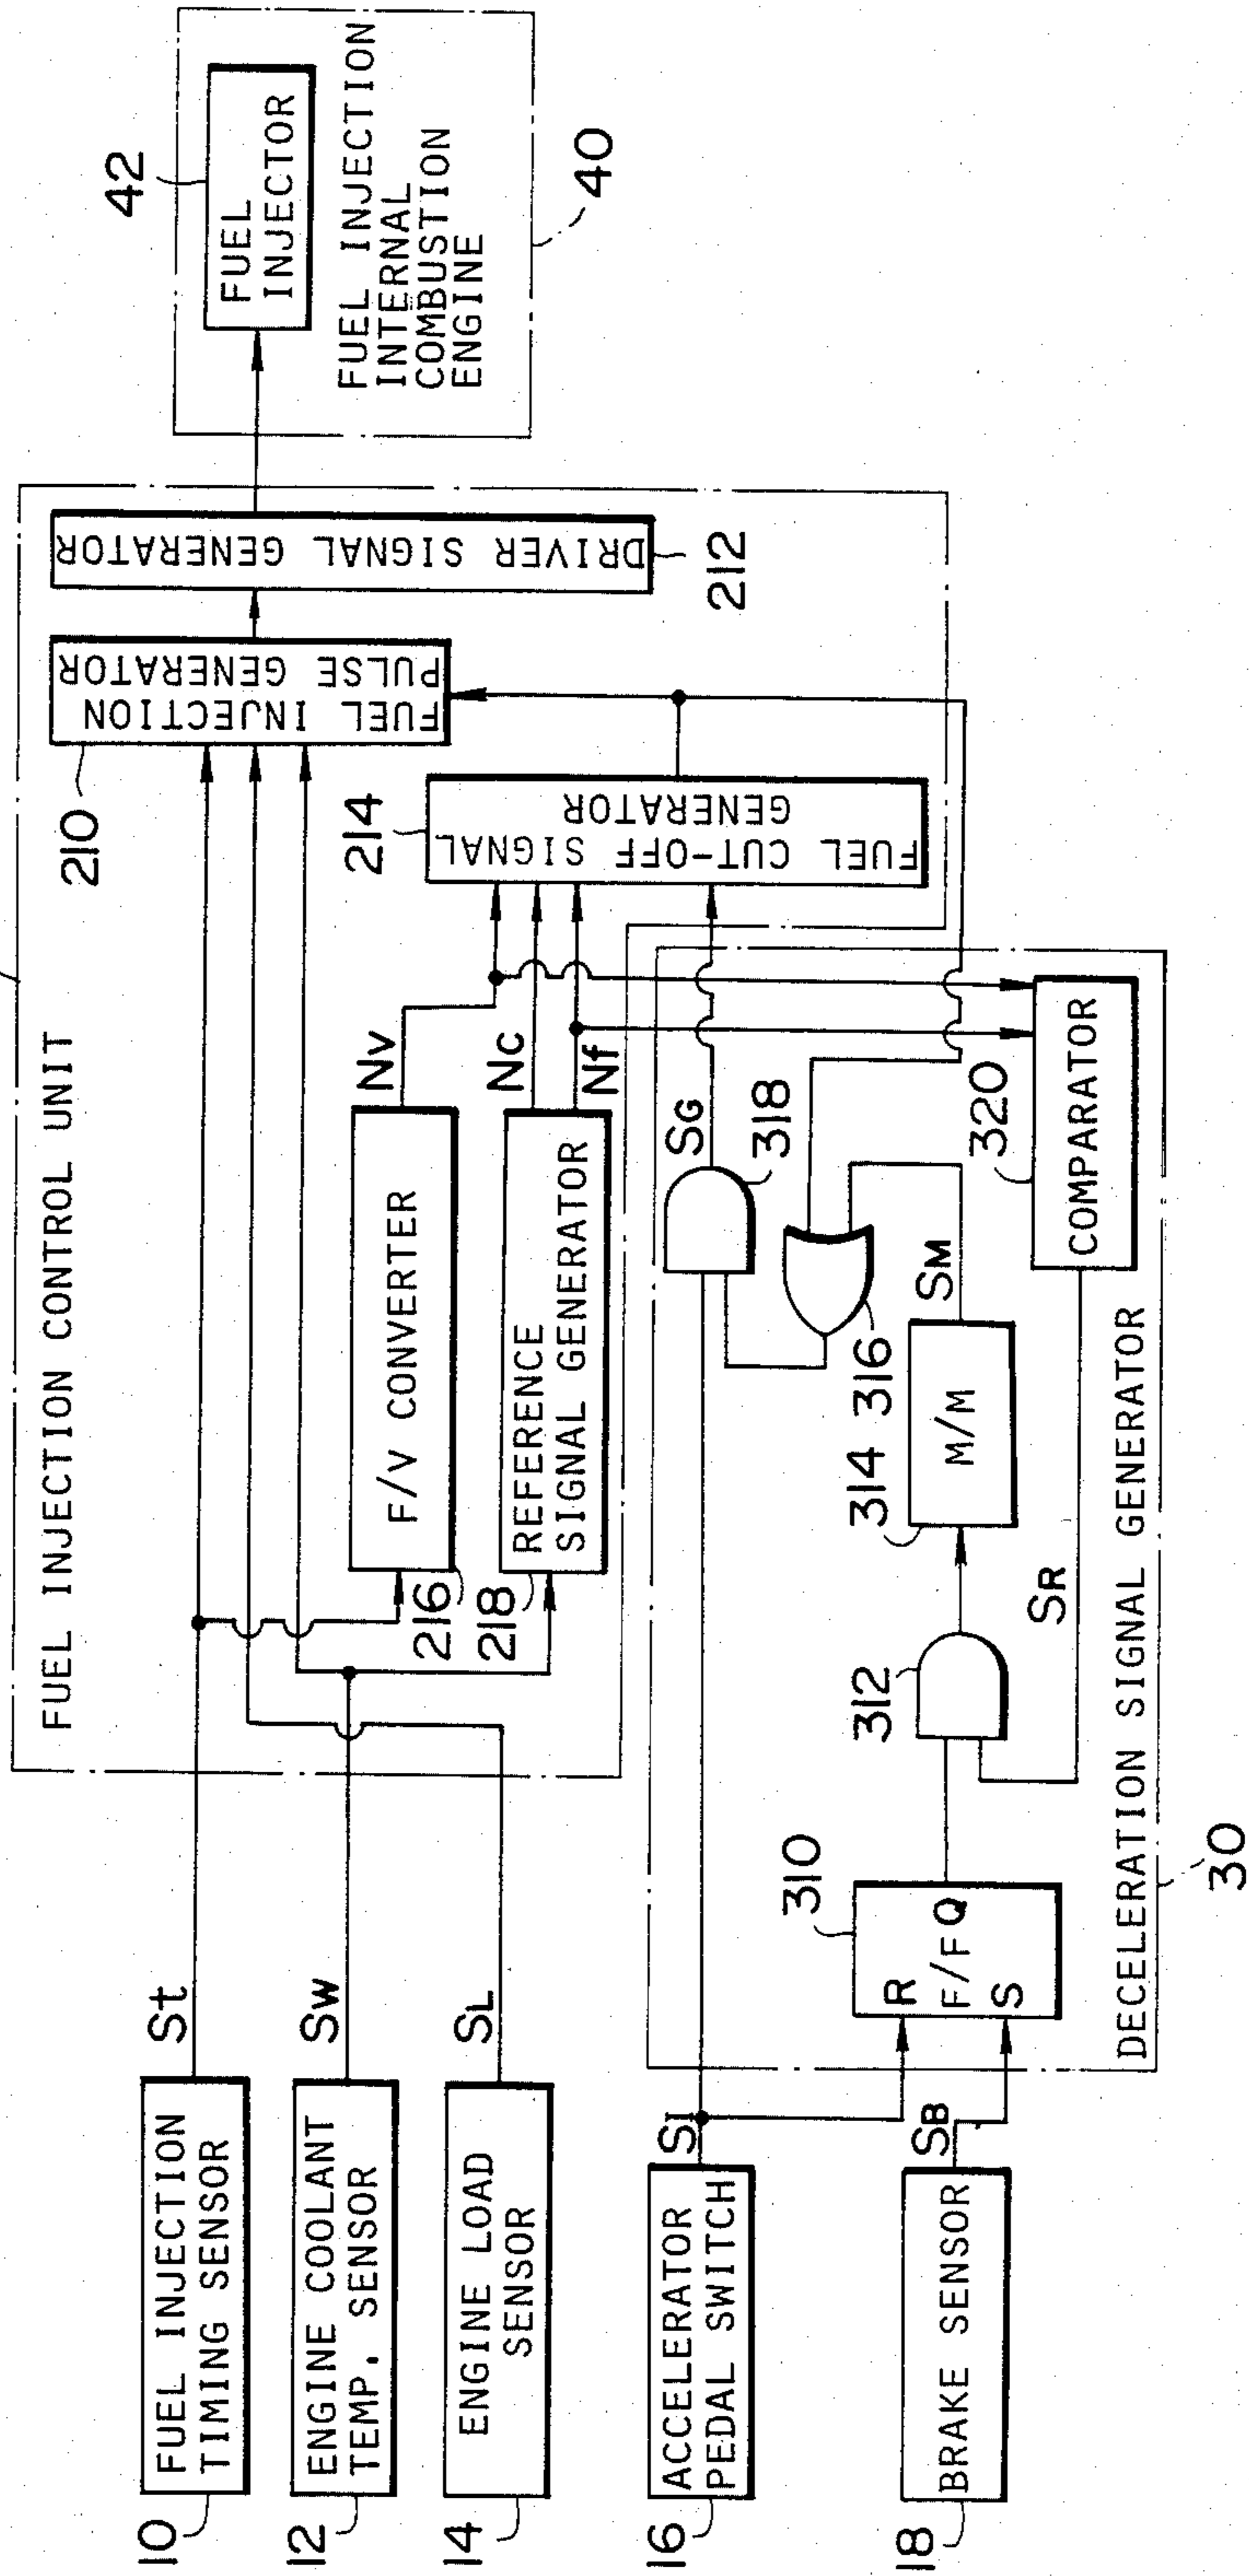 FUEL INJECTION CONTROL UNIT
10
FUEL INJECTION
TIMING SENSOR
St
12
ENGINE COOLANT
TEMP. SENSOR
Sw
14
ENGINE LOAD
SENSOR
SL
16
ACCELERATOR
PEDAL SWITCH
SI
18
BRAKE SENSOR
SB
216
F/V CONVERTER
Nv
218
REFERENCE
SIGNAL GENERATOR
Nc
Nf
210
FUEL INJECTION
PULSE GENERATOR
212
DRIVER SIGNAL GENERATOR
214
FUEL CUT-OFF SIGNAL
GENERATOR
42
FUEL
INJECTOR
FUEL INJECTION
INTERNAL
COMBUSTION
ENGINE
40
310
R
F/F Q
S
312
314
M/M
SM
316
318
SG
320
COMPARATOR
SR
DECELERATION SIGNAL GENERATOR
30